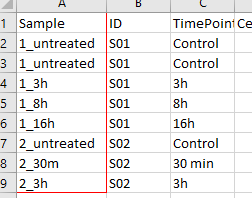 A B C
1 Sample ID TimePoint Ce
2 1_untreated S01 Control
3 1_untreated S01 Control
4 1_3h S01 3h
5 1_8h S01 8h
6 1_16h S01 16h
7 2_untreated S02 Control
8 2_30m S02 30 min
9 2_3h S02 3h